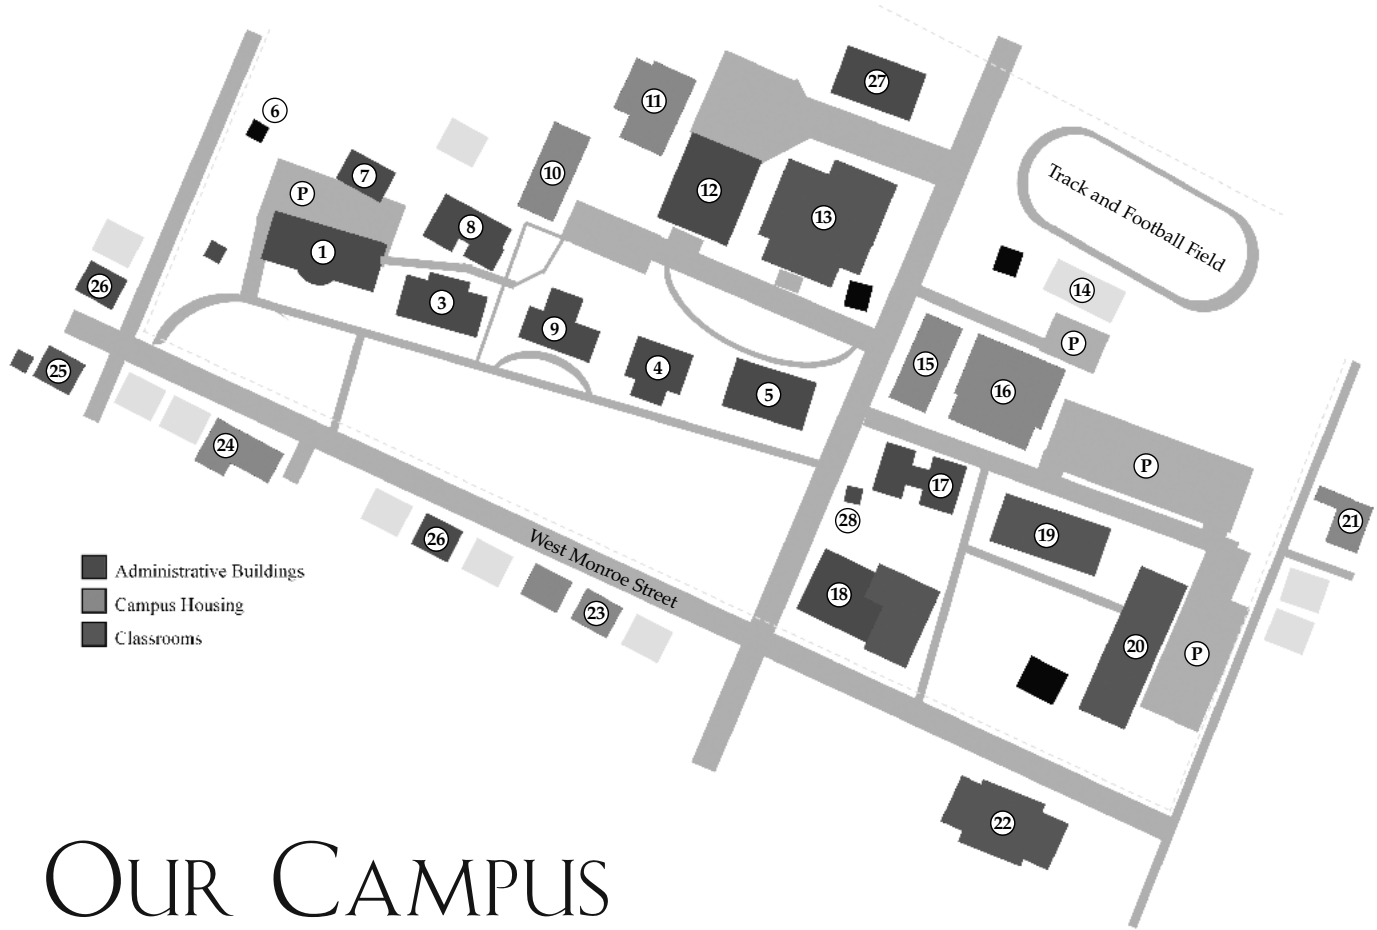 27
6
11
Track and Football Field
7
10
P
12
13
8
1
26
14
3
9
P
15
4
25
5
16
24
P
17
21
28
19
26
West Monroe Street
Administrative Buildings
18
Campus Housing
23
Classrooms
20
P
22
OUR CAMPUS